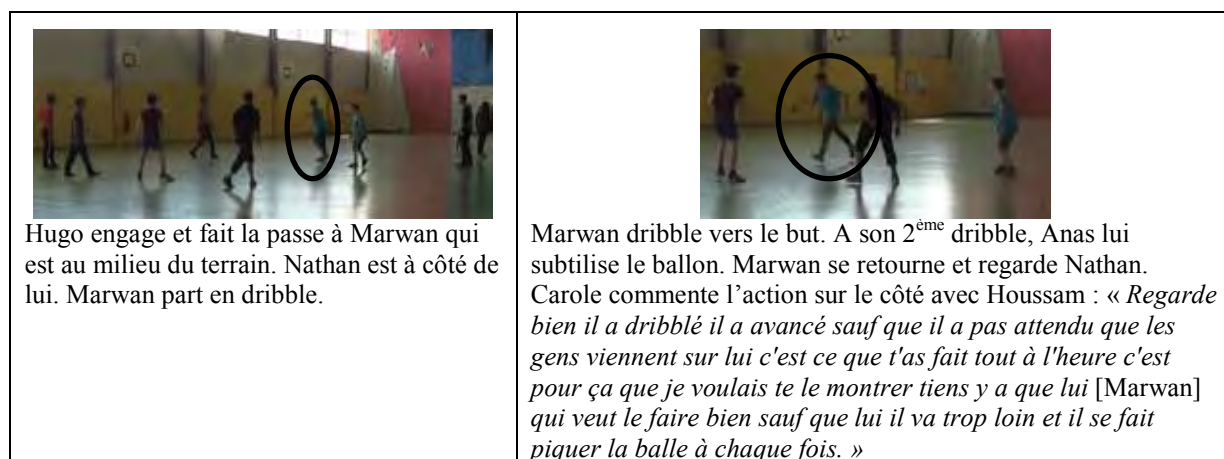 Hugo engage et fait la passe à Marwan qui
est au milieu du terrain. Nathan est à côté de
lui. Marwan part en dribble.
Marwan dribble vers le but. A son 2ème dribble, Anas lui
subtilise le ballon. Marwan se retourne et regarde Nathan.
Carole commente l’action sur le côté avec Houssam : « Regarde
bien il a dribblé il a avancé sauf que il a pas attendu que les
gens viennent sur lui c'est ce que t'as fait tout à l'heure c'est
pour ça que je voulais te le montrer tiens y a que lui [Marwan]
qui veut le faire bien sauf que lui il va trop loin et il se fait
piquer la balle à chaque fois. »